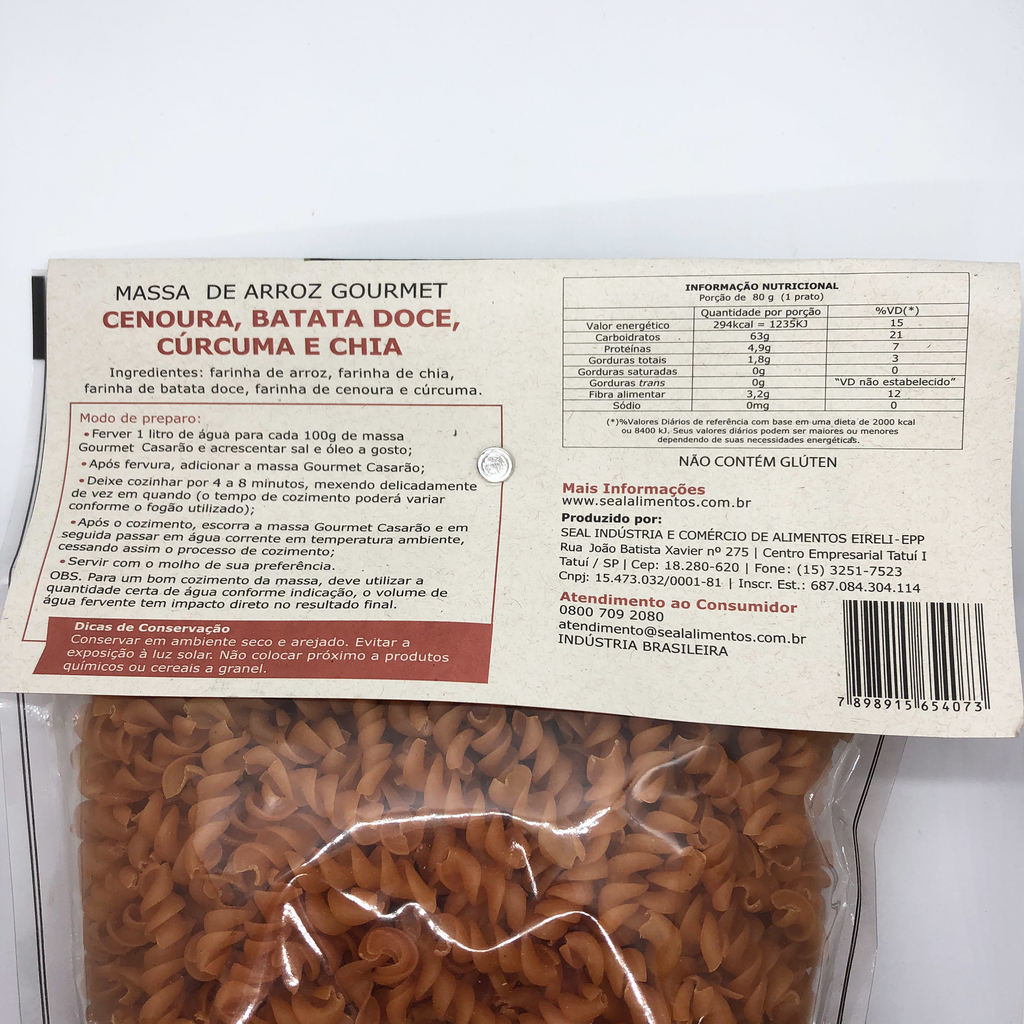 MASSA DE ARROZ GOURMET
CENOURA, BATATA DOCE,
CÚRCUMA E CHIA
Ingredientes: farinha de arroz, farinha de chia,
farinha de batata doce, farinha de cenoura e cúrcuma.
Modo de preparo:
•Ferver 1 litro de água para cada 100g de massa
Gourmet Casarão e acrescentar sal e óleo a gosto;
•Após fervura, adicionar a massa Gourmet Casarão;
•Deixe cozinhar por 4 a 8 minutos, mexendo delicadamente
de vez em quando (o tempo de cozimento poderá variar
conforme o fogão utilizado);
•Após o cozimento, escorra a massa Gourmet Casarão e em
seguida passar em água corrente em temperatura ambiente,
cessando assim o processo de cozimento;
•Servir com o molho de sua preferência.
OBS. Para um bom cozimento da massa, deve utilizar a
quantidade certa de água conforme indicação, o volume de
água fervente tem impacto direto no resultado final.
Dicas de Conservação
Conservar em ambiente seco e arejado. Evitar a
exposição à luz solar. Não colocar próximo a produtos
químicos ou cereais a granel.
INFORMAÇÃO NUTRICIONAL
Porção de 80 g (1 prato)
Quantidade por porção %VD(*)
Valor energético 294kcal = 1235KJ 15
Carboidratos 63g 21
Proteínas 4,9g 7
Gorduras totais 1,8g 3
Gorduras saturadas 0g 0
Gorduras trans 0g "VD não estabelecido"
Fibra alimentar 3,2g 12
Sódio 0mg 0
(*)%Valores Diários de referência com base em uma dieta de 2000 kcal
ou 8400 kJ. Seus valores diários podem ser maiores ou menores
dependendo de suas necessidades energéticas.
NÃO CONTÉM GLÚTEN
Mais Informações
www.sealalimentos.com.br
Produzido por:
SEAL INDÚSTRIA E COMÉRCIO DE ALIMENTOS EIRELI-EPP
Rua João Batista Xavier nº 275 | Centro Empresarial Tatuí I
Tatuí / SP | Cep: 18.280-620 | Fone: (15) 3251-7523
Cnpj: 15.473.032/0001-81 | Inscr. Est.: 687.084.304.114
Atendimento ao Consumidor
0800 709 2080
atendimento@sealalimentos.com.br
INDÚSTRIA BRASILEIRA
7 898915 654073